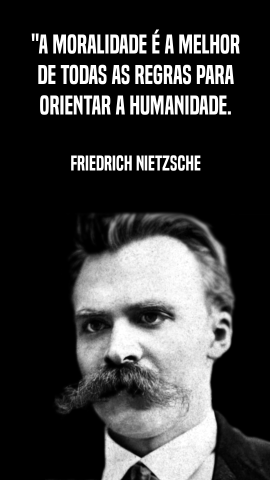 "A MORALIDADE É A MELHOR
DE TODAS AS REGRAS PARA
ORIENTAR A HUMANIDADE.
FRIEDRICH NIETZSCHE